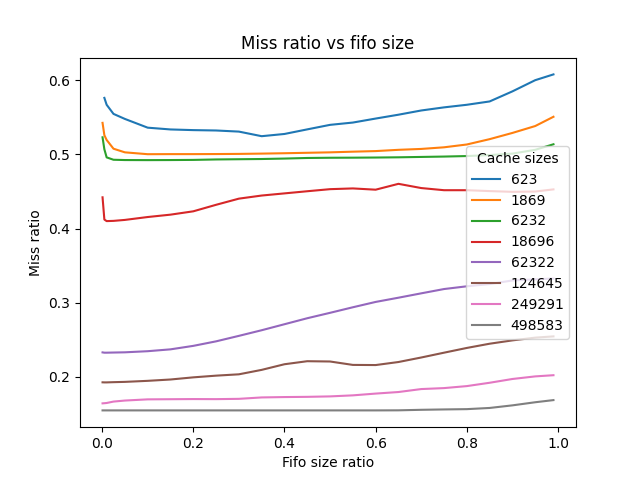 Miss ratio vs fifo size
0.6
0.5
0.4
0.3
0.2
Miss ratio
Cache sizes
623
1869
6232
18696
62322
124645
249291
498583
0.0 0.2 0.4 0.6 0.8 1.0
Fifo size ratio